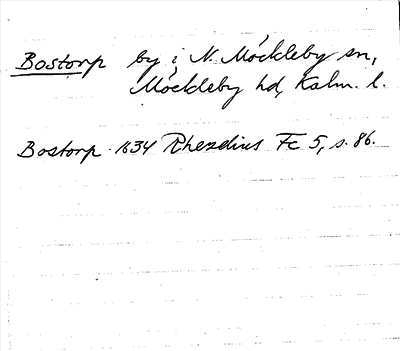 Bostorp by i N. Möckleby sn,
Möckleby hd, Kalm. l.
Bostorp 1634 Rhezelius Fc 5, s. 86.